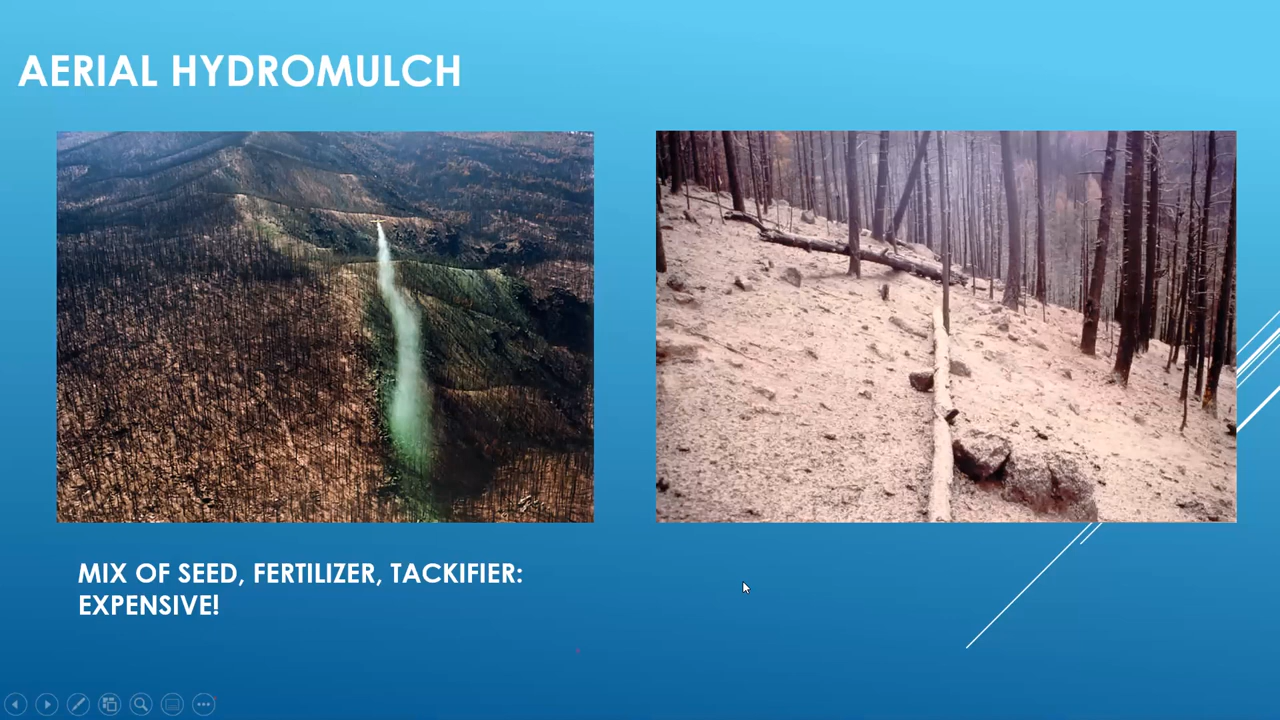 AERIAL HYDROMULCH
MIX OF SEED, FERTILIZER, TACKIFIER:
EXPENSIVE!